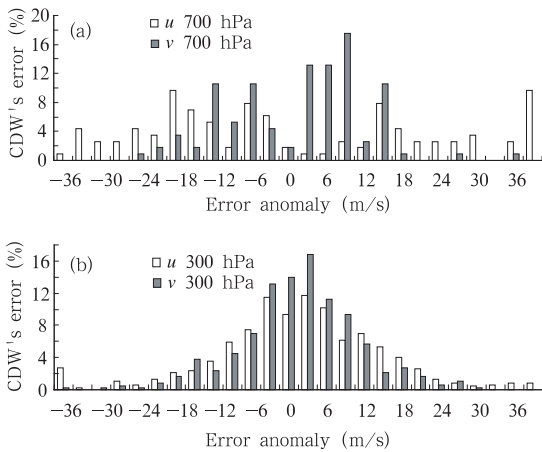 CDW's error (%)
20
16
12
8
4
0
(a)
u 700 hPa
v 700 hPa
−36 −30 −24 −18 −12 −6 0 6 12 18 24 30 36
Error anomaly (m/s)
CDW's error (%)
16
12
8
4
0
(b)
u 300 hPa
v 300 hPa
−36 −30 −24 −18 −12 −6 0 6 12 18 24 30 36
Error anomaly (m/s)